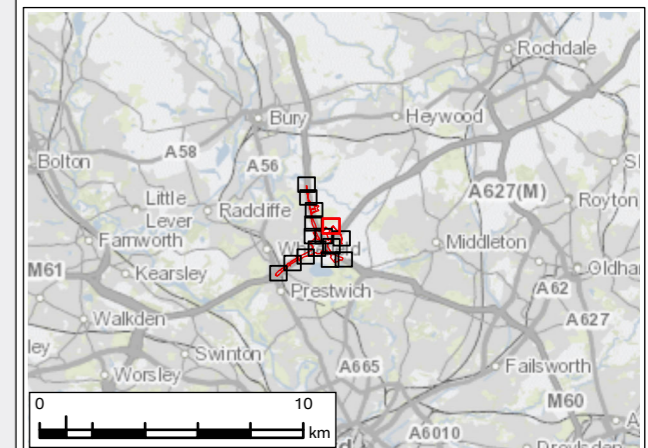 Rochdale
Bury
Heywood
Bolton
A58
A56
A627(M)
Little
Lever
Radcliffe
Royton
Farnworth
Middleton
M61
Kearsley
Oldha
Prestwich
A62
Walkden
A627
ley
Swinton
A665
Failsworth
Worsley
M60
0
10
km
A6010